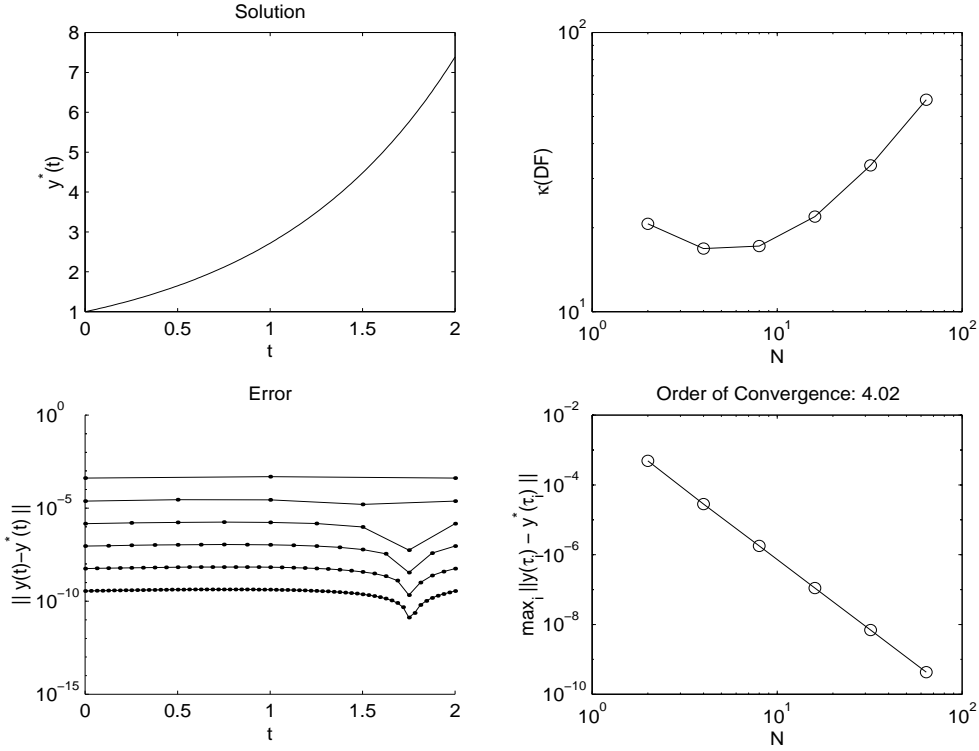 Solution
8
7
6
5
4
3
2
1
y*(t)
0 0.5 1 1.5 2
t
10^2
10^1
κ(DF)
10^0 10^1 10^2
N
Error
10^0
10^-5
10^-10
10^-15
|| y(t)−y*(t) ||
0 0.5 1 1.5 2
t
Order of Convergence: 4.02
10^-2
10^-4
10^-6
10^-8
10^-10
max_i ||y(τ_i) − y*(τ_i) ||
10^0 10^1 10^2
N